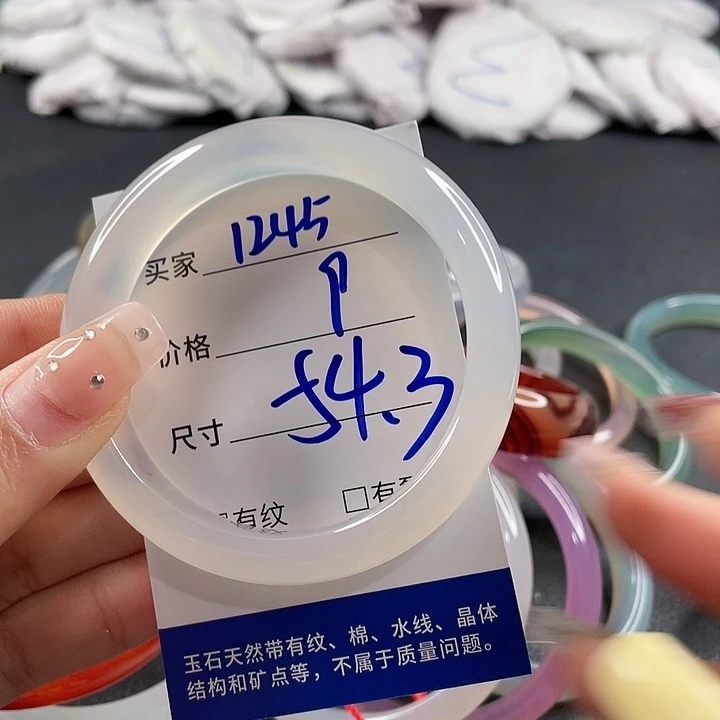 买家 1245
价格
尺寸 54.3
有纹 □有
玉石天然带有纹、棉、水线、晶体
结构和矿点等，不属于质量问题。